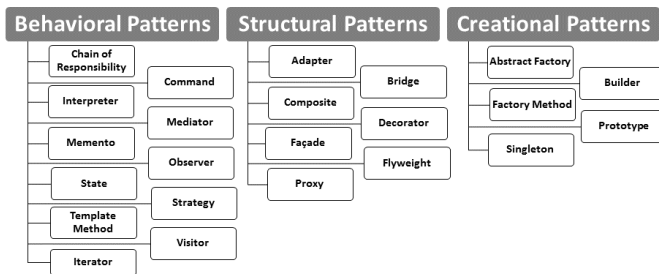 Behavioral Patterns
Chain of
Responsibility
Command
Interpreter
Mediator
Memento
Observer
State
Strategy
Template
Method
Visitor
Iterator
Structural Patterns
Adapter
Bridge
Composite
Decorator
Façade
Flyweight
Proxy
Creational Patterns
Abstract Factory
Builder
Factory Method
Prototype
Singleton